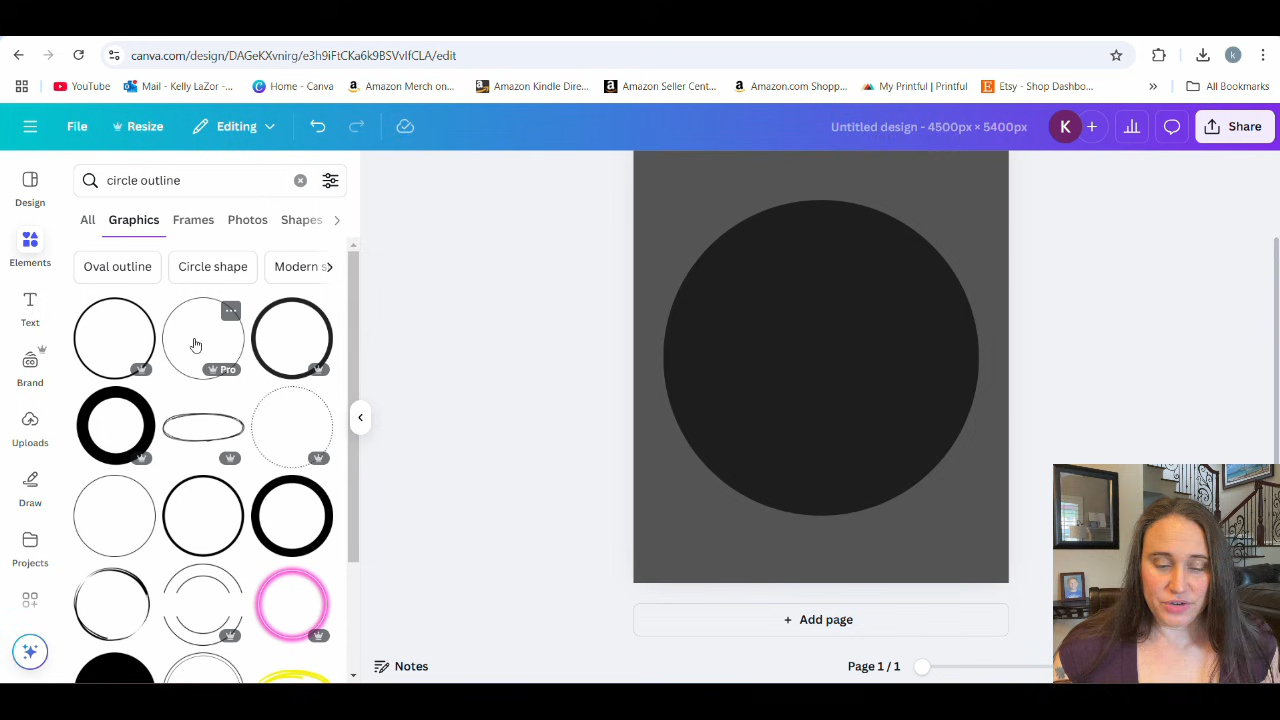 canva.com/design/DAGeKXvnirg/e3h9iFtCKa6k9BSVvIfCLA/edit
k
YouTube Mail - Kelly LaZor -... Home - Canva Amazon Merch on... Amazon Kindle Dire... Amazon Seller Cent... Amazon.com Shopp... My Printful | Printful Etsy - Shop Dashbo... » All Bookmarks
File Resize Editing Untitled design - 4500px × 5400px K + Share
Design
Elements
Text
Brand
Uploads
Draw
Projects
circle outline
All Graphics Frames Photos Shapes
Oval outline Circle shape Modern s
Pro
+ Add page
Notes Page 1 / 1